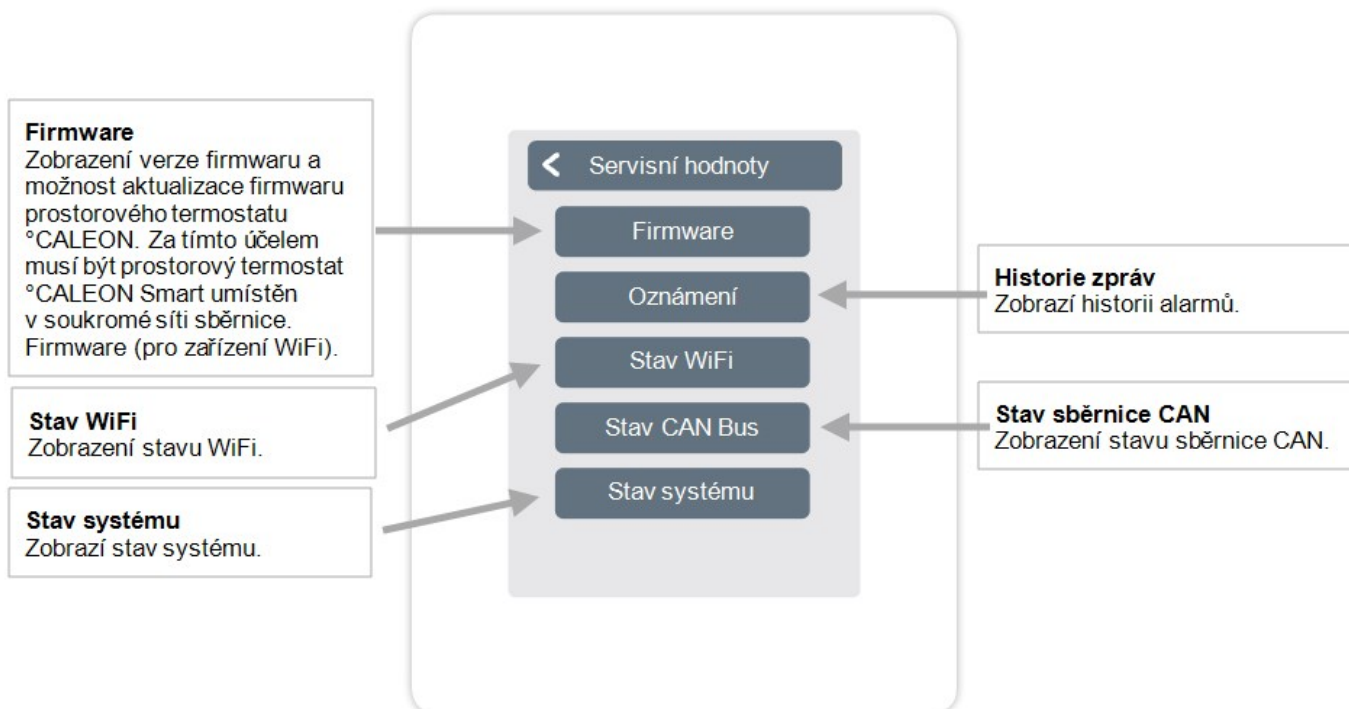 Firmware
Zobrazení verze firmwaru a
možnost aktualizace firmwaru
prostorového termostatu
°CALEON. Za tímto účelem
musí být prostorový termostat
°CALEON Smart umístěn
v soukromé síti sběrnice.
Firmware (pro zařízení WiFi).
Stav WiFi
Zobrazení stavu WiFi.
Stav systému
Zobrazí stav systému.
Servisní hodnoty
Firmware
Oznámení
Stav WiFi
Stav CAN Bus
Stav systému
Historie zpráv
Zobrazí historii alarmů.
Stav sběrnice CAN
Zobrazení stavu sběrnice CAN.